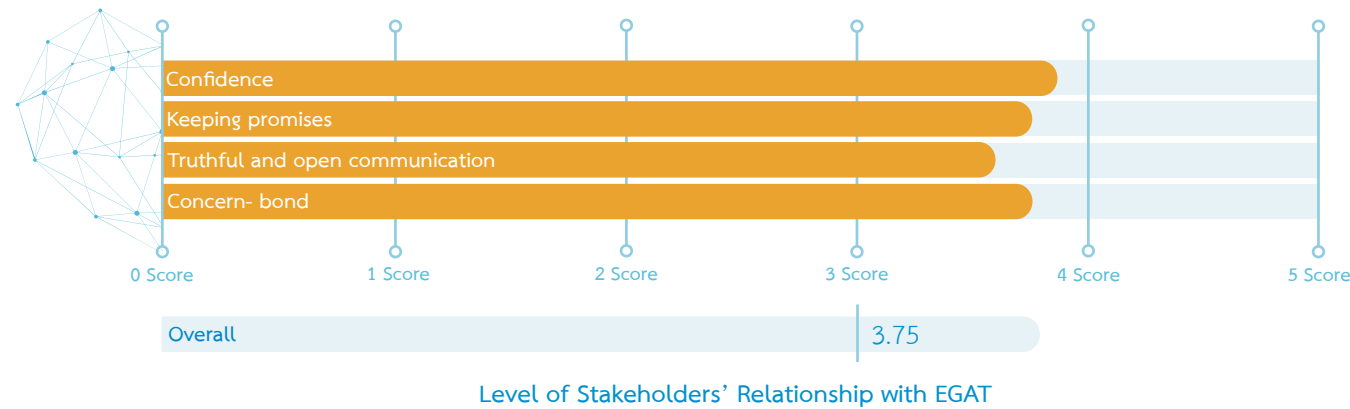 Confidence
Keeping promises
Truthful and open communication
Concern- bond
0 Score 1 Score 2 Score 3 Score 4 Score 5 Score
Overall 3.75
Level of Stakeholders’ Relationship with EGAT